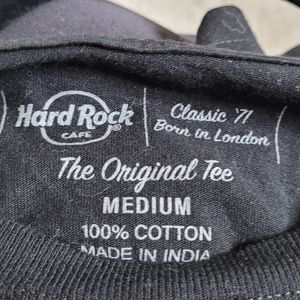 Hard Rock
CAFE
®
Classic '71
Born in London
The Original Tee
MEDIUM
100% COTTON
MADE IN INDIA